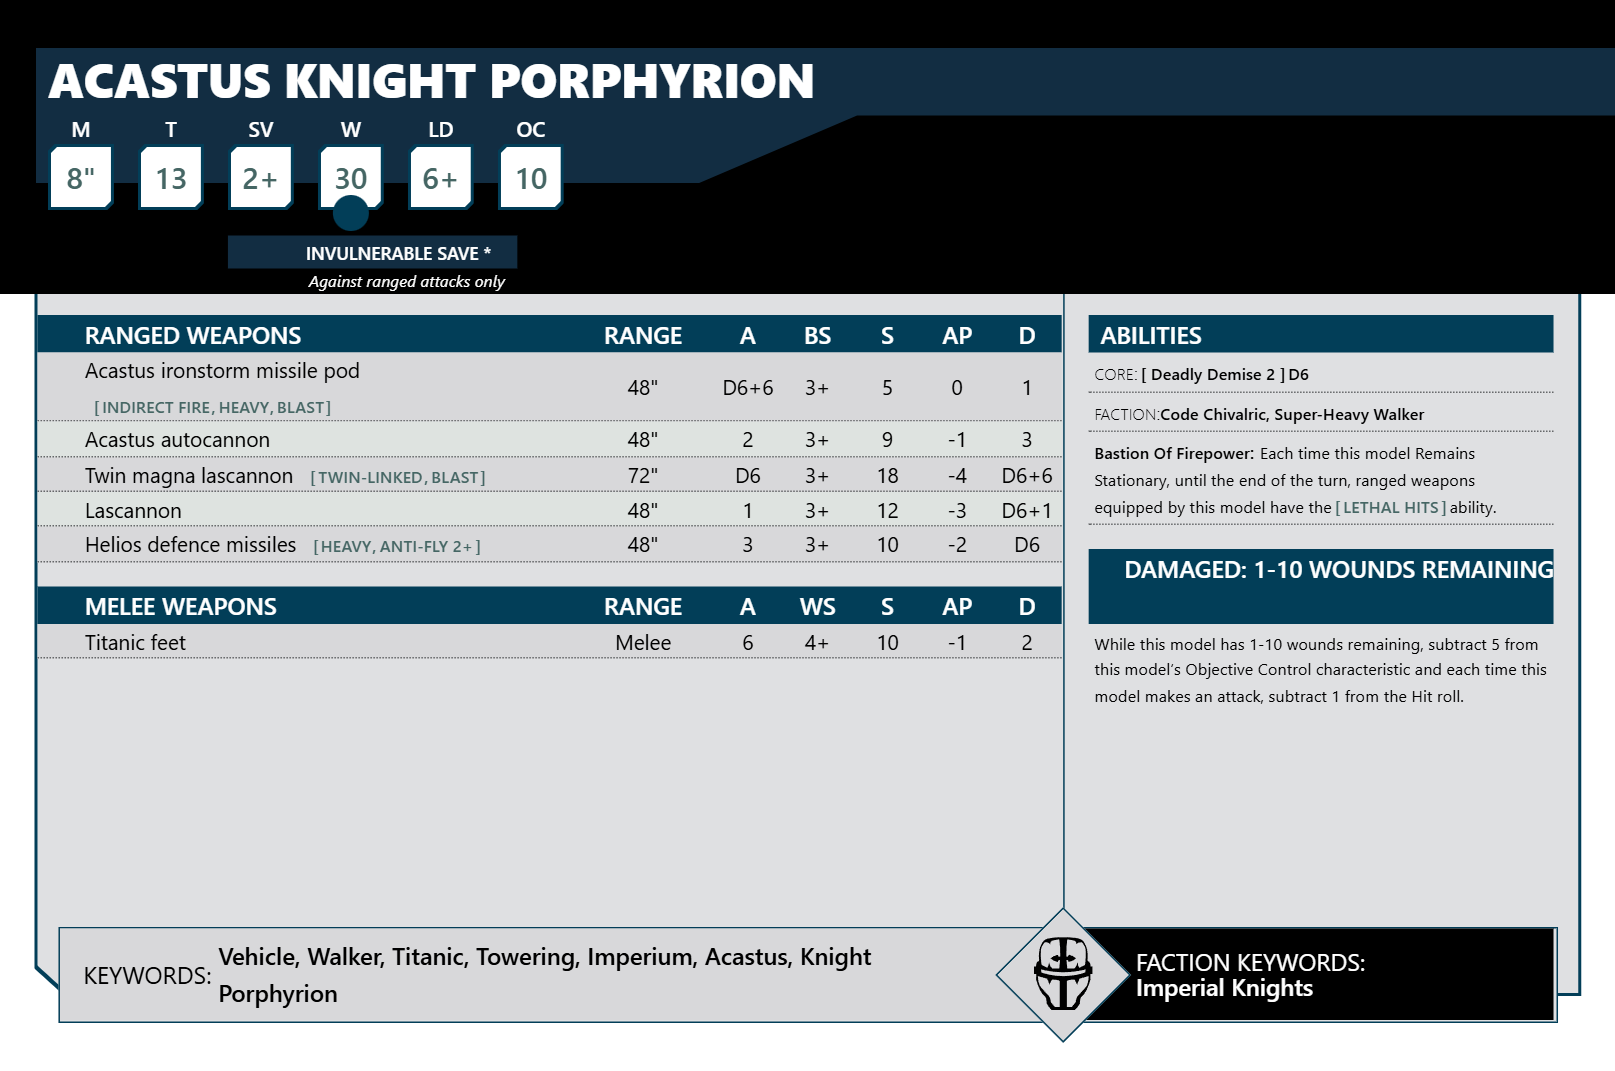 ACASTUS KNIGHT PORPHYRION
M T SV W LD OC
8" 13 2+ 30 6+ 10
INVULNERABLE SAVE *
Against ranged attacks only
RANGED WEAPONS RANGE A BS S AP D
Acastus ironstorm missile pod 48" D6+6 3+ 5 0 1
[INDIRECT FIRE, HEAVY, BLAST]
Acastus autocannon 48" 2 3+ 9 -1 3
Twin magna lascannon [TWIN-LINKED, BLAST] 72" D6 3+ 18 -4 D6+6
Lascannon 48" 1 3+ 12 -3 D6+1
Helios defence missiles [HEAVY, ANTI-FLY 2+] 48" 3 3+ 10 -2 D6
MELEE WEAPONS RANGE A WS S AP D
Titanic feet Melee 6 4+ 10 -1 2
ABILITIES
CORE: [ Deadly Demise 2 ] D6
FACTION:Code Chivalric, Super-Heavy Walker
Bastion Of Firepower: Each time this model Remains
Stationary, until the end of the turn, ranged weapons
equipped by this model have the [ LETHAL HITS ] ability.
DAMAGED: 1-10 WOUNDS REMAINING
While this model has 1-10 wounds remaining, subtract 5 from
this model’s Objective Control characteristic and each time this
model makes an attack, subtract 1 from the Hit roll.
KEYWORDS: Vehicle, Walker, Titanic, Towering, Imperium, Acastus, Knight
Porphyrion
FACTION KEYWORDS:
Imperial Knights